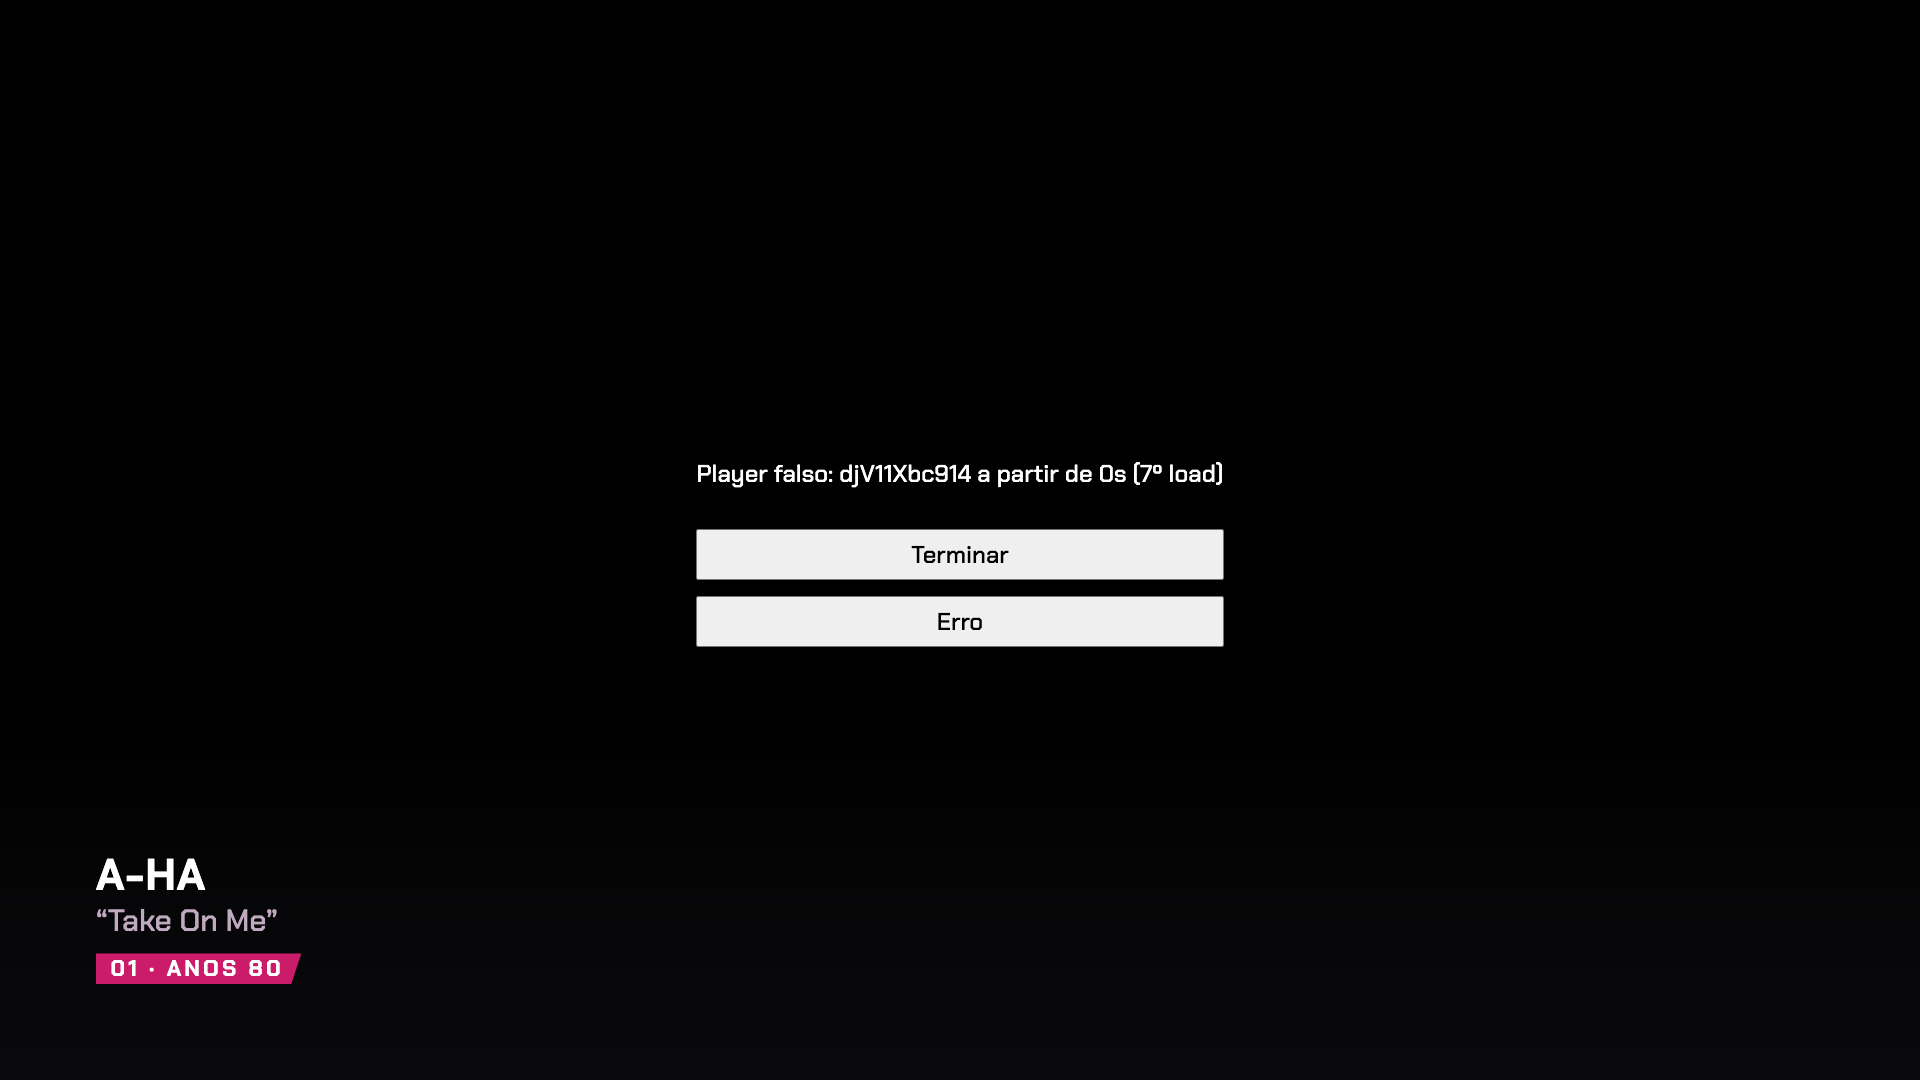 Player falso: djV11Xbc914 a partir de 0s (7º load)
Terminar
Erro
A-HA
“Take On Me”
01 · ANOS 80